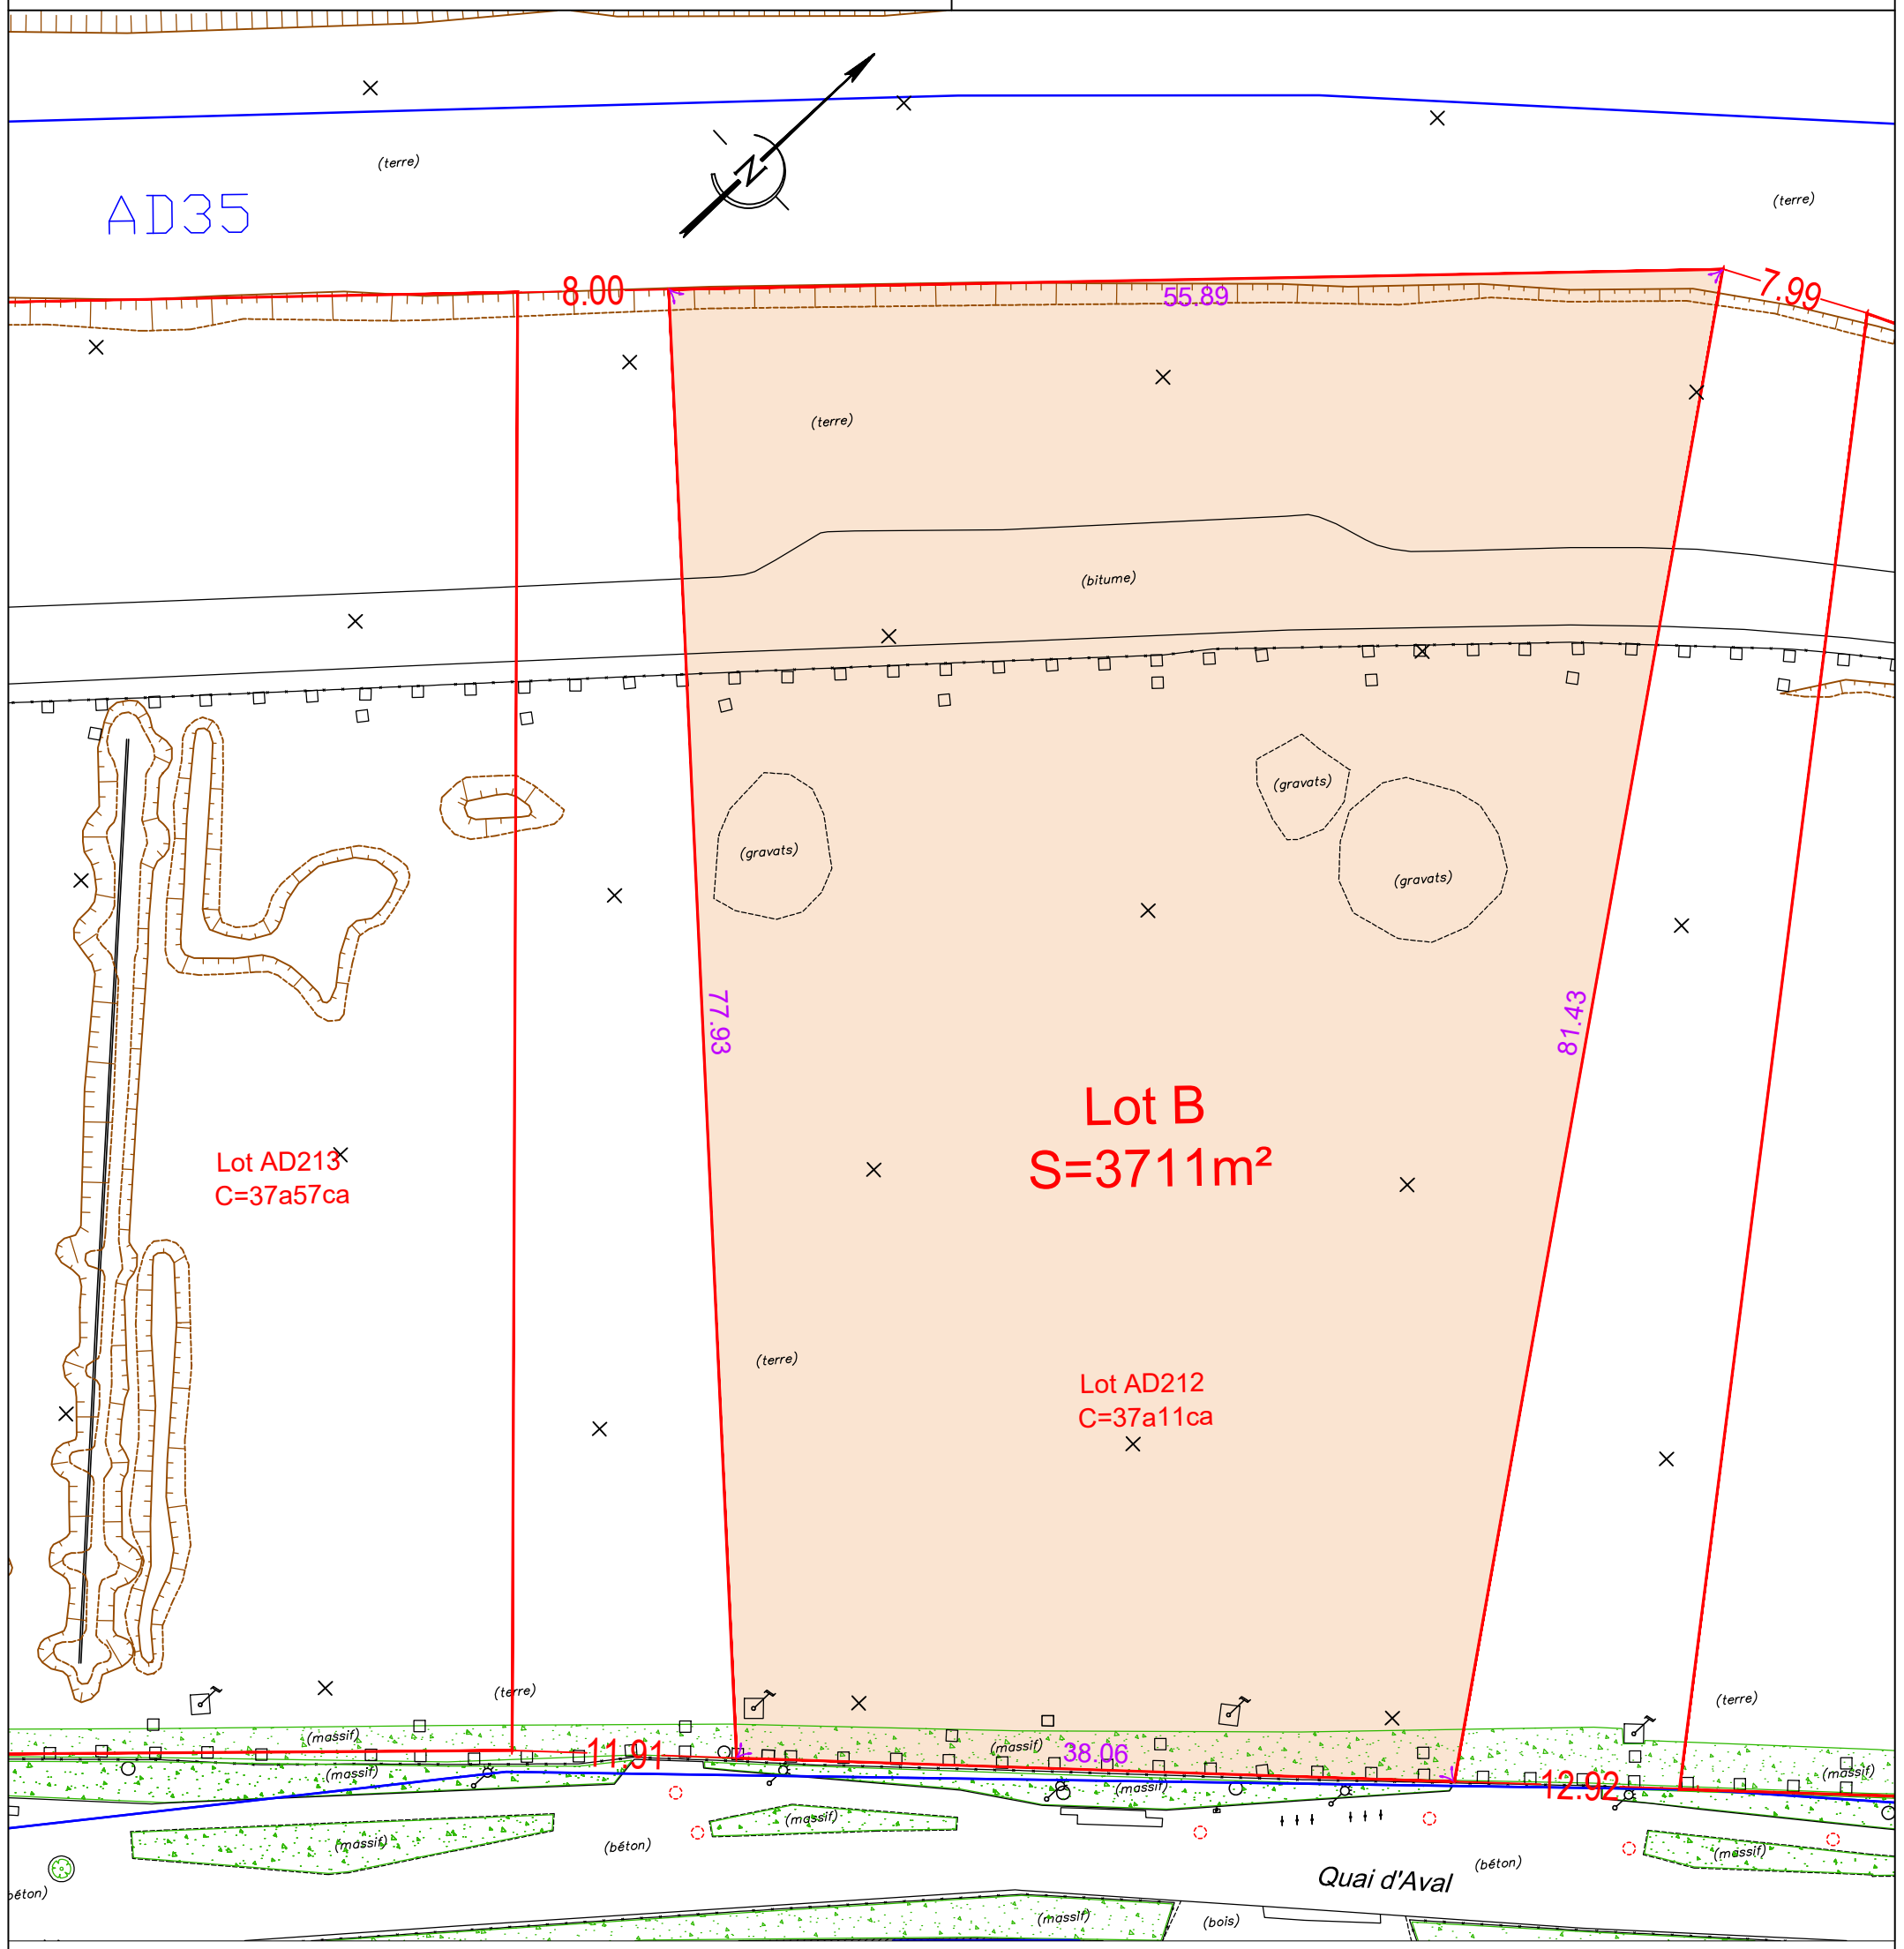 N
(terre)
AD35
(terre)
8.00
55.89
7.99
(terre)
(bitume)
(gravats)
(gravats)
(gravats)
77.93
81.43
Lot B
S=3711m²
Lot AD213
C=37a57ca
(terre)
Lot AD212
C=37a11ca
(terre)
(terre)
(massif)
11.91
(massif)
38.06
(massif)
(massif)
12.92
(massif)
(massif)
(massif)
(béton)
(massif)
Quai d'Aval
(béton)
béton)
(massif)
(bois)